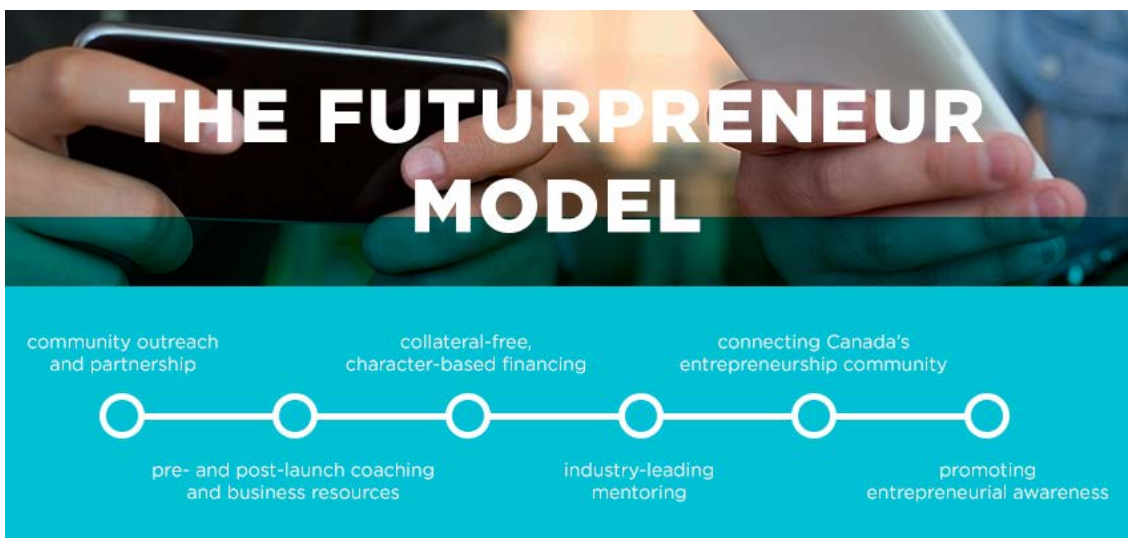 THE FUTURPRENEUR
MODEL
community outreach
and partnership
pre- and post-launch coaching
and business resources
collateral-free,
character-based financing
industry-leading
mentoring
connecting Canada's
entrepreneurship community
promoting
entrepreneurial awareness